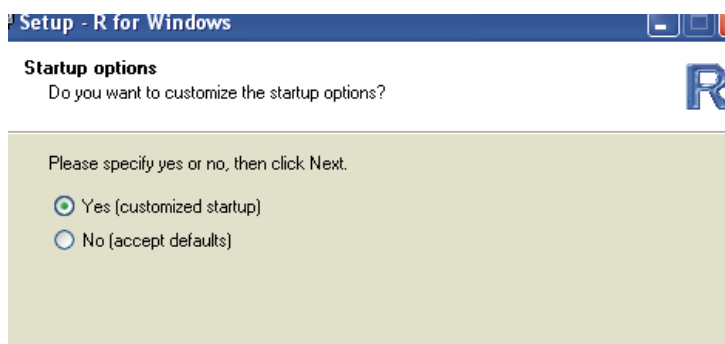 Setup - R for Windows
Startup options
Do you want to customize the startup options?
R
Please specify yes or no, then click Next.
Yes (customized startup)
No (accept defaults)